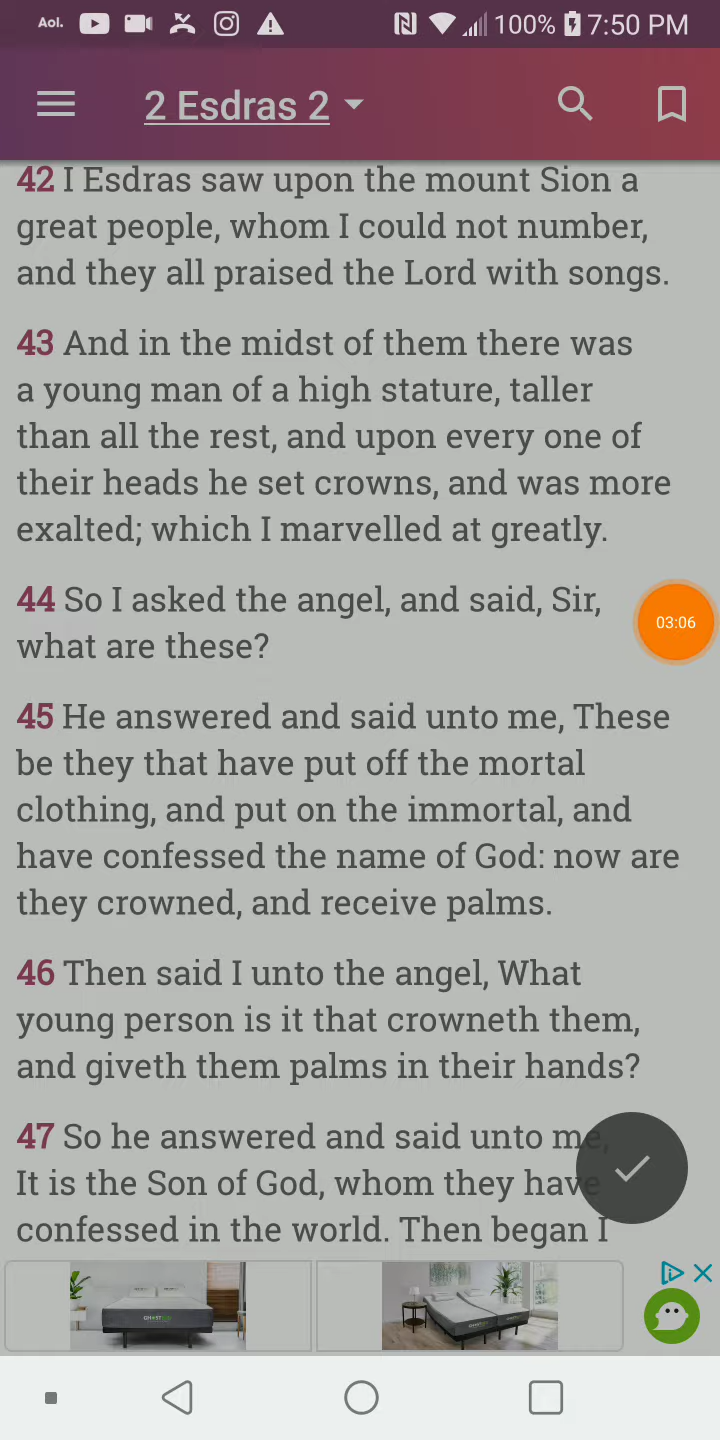 Aol. 100% 7:50 PM
2 Esdras 2
42 I Esdras saw upon the mount Sion a
great people, whom I could not number,
and they all praised the Lord with songs.
43 And in the midst of them there was
a young man of a high stature, taller
than all the rest, and upon every one of
their heads he set crowns, and was more
exalted; which I marvelled at greatly.
44 So I asked the angel, and said, Sir,
what are these?
03:06
45 He answered and said unto me, These
be they that have put off the mortal
clothing, and put on the immortal, and
have confessed the name of God: now are
they crowned, and receive palms.
46 Then said I unto the angel, What
young person is it that crowneth them,
and giveth them palms in their hands?
47 So he answered and said unto me,
It is the Son of God, whom they have
confessed in the world. Then began I